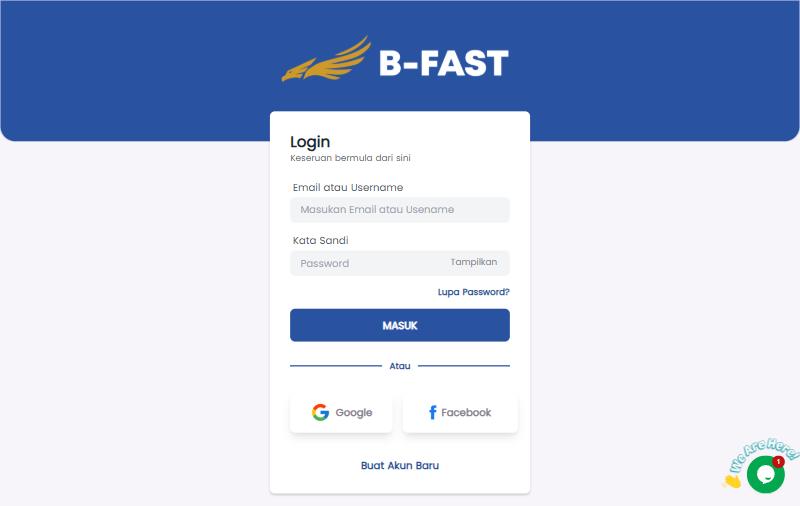 B-FAST
Login
Keseruan bermula dari sini
Email atau Username
Masukan Email atau Usename
Kata Sandi
Password
Tampilkan
Lupa Password?
MASUK
Atau
Google
Facebook
Buat Akun Baru
We Are Here!
1